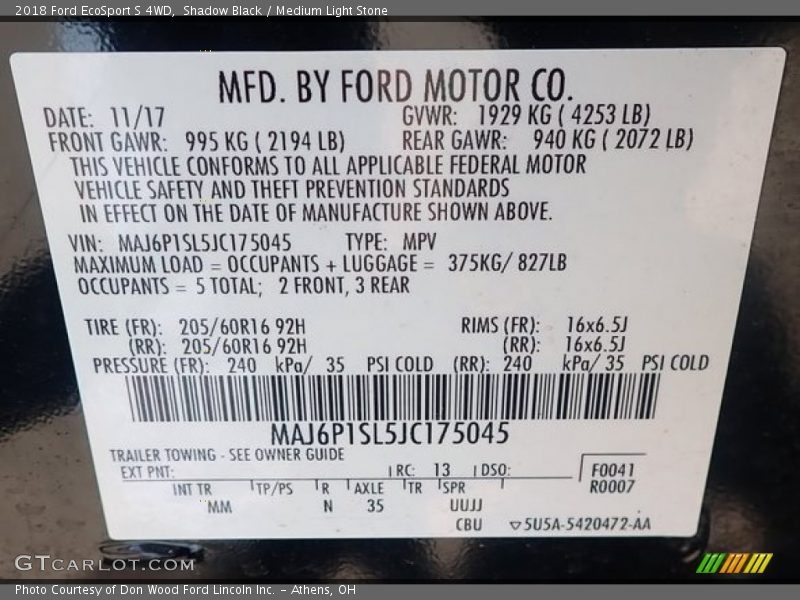 2018 Ford EcoSport S 4WD,  Shadow Black / Medium Light Stone
MFD. BY FORD MOTOR CO.
DATE: 11/17 GVWR: 1929 KG ( 4253 LB)
FRONT GAWR: 995 KG ( 2194 LB) REAR GAWR: 940 KG ( 2072 LB)
THIS VEHICLE CONFORMS TO ALL APPLICABLE FEDERAL MOTOR
VEHICLE SAFETY AND THEFT PREVENTION STANDARDS
IN EFFECT ON THE DATE OF MANUFACTURE SHOWN ABOVE.
VIN: MAJ6P1SL5JC175045 TYPE: MPV
MAXIMUM LOAD = OCCUPANTS + LUGGAGE = 375KG/ 827LB
OCCUPANTS = 5 TOTAL; 2 FRONT, 3 REAR
TIRE (FR): 205/60R16 92H RIMS (FR): 16x6.5J
(RR): 205/60R16 92H (RR): 16x6.5J
PRESSURE (FR): 240 kPa/ 35 PSI COLD (RR): 240 kPa/ 35 PSI COLD
MAJ6P1SL5JC175045
TRAILER TOWING - SEE OWNER GUIDE
EXT PNT: RC: 13 DSO: F0041
INT TR TP/PS R AXLE TR SPR R0007
MM N 35 UUJJ
CBU ▽5U5A-5420472-AA
GTCARLOT.COM
Photo Courtesy of Don Wood Ford Lincoln Inc. - Athens, OH